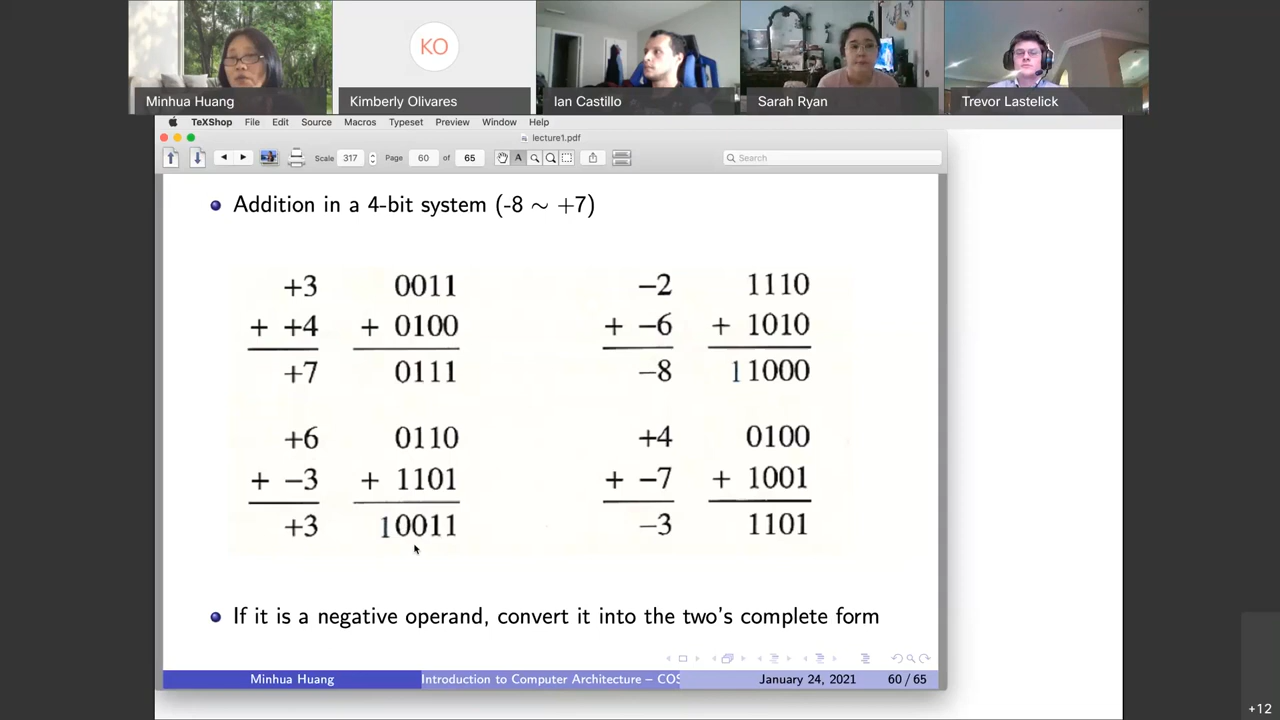 KO
Minhua Huang
Kimberly Olivares
Ian Castillo
Sarah Ryan
Trevor Lastelick
TeXShop File Edit Source Macros Typeset Preview Window Help
lecture1.pdf
Scale 317 Page 60 of 65 A Search
Addition in a 4-bit system (-8 ∼ +7)
+3 0011 −2 1110
+ +4 + 0100 + −6 + 1010
+7 0111 −8 11000
+6 0110 +4 0100
+ −3 + 1101 + −7 + 1001
+3 10011 −3 1101
If it is a negative operand, convert it into the two's complete form
Minhua Huang Introduction to Computer Architecture – COS January 24, 2021 60 / 65
+12